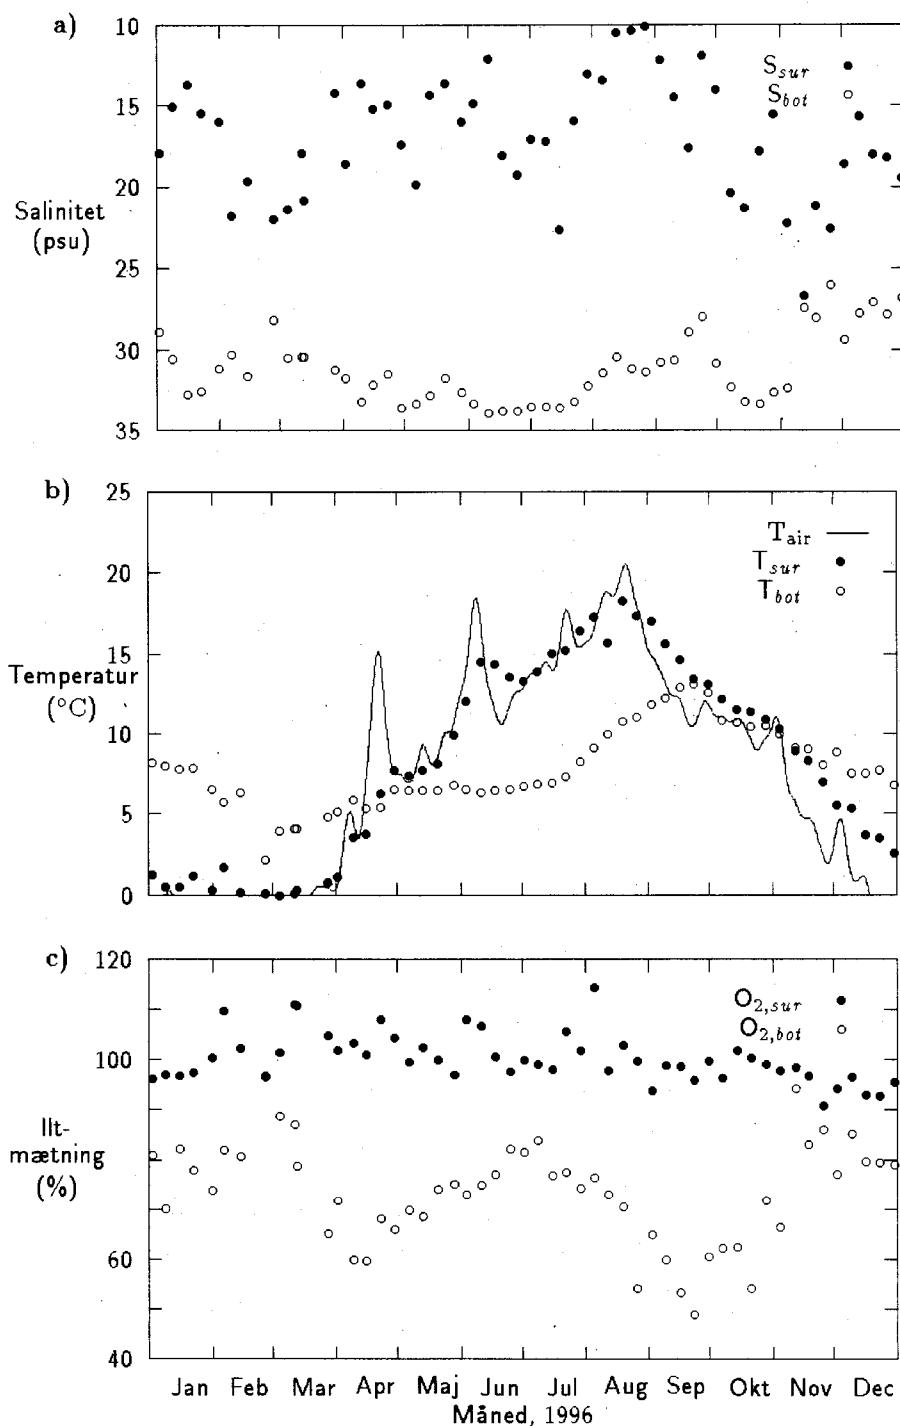 a)
10
15
20
25
30
35
Salinitet
(psu)
S_sur
S_bot
b)
25
20
15
10
5
0
Temperatur
(°C)
T_air
T_sur
T_bot
c)
120
100
80
60
40
Ilt-
mætning
(%)
O_2,sur
O_2,bot
Jan Feb Mar Apr Maj Jun Jul Aug Sep Okt Nov Dec
Måned, 1996